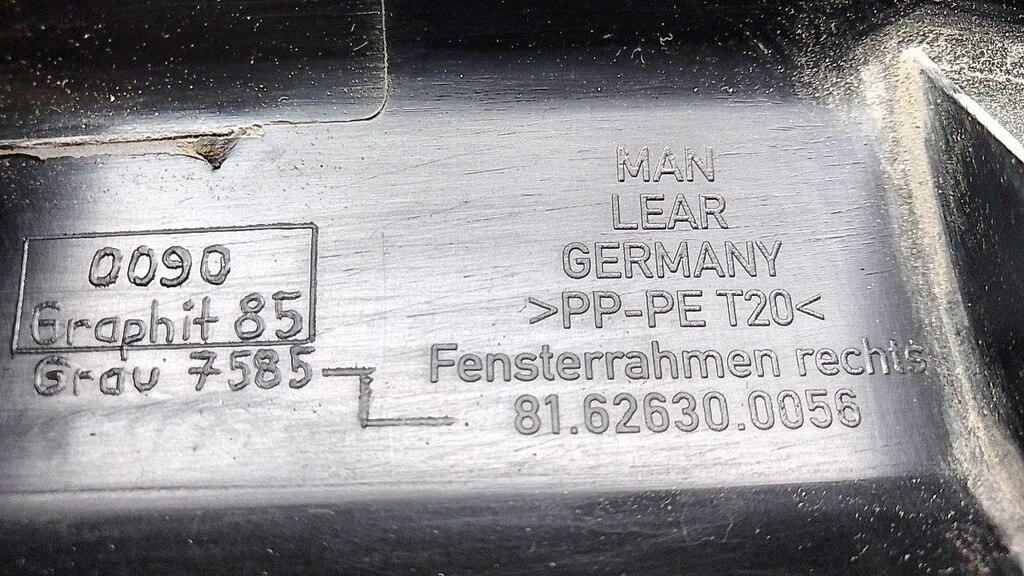 0090
Graphit 85
Grau 7585
MAN
LEAR
GERMANY
>PP-PE T20<
Fensterrahmen rechts
81.62630.0056